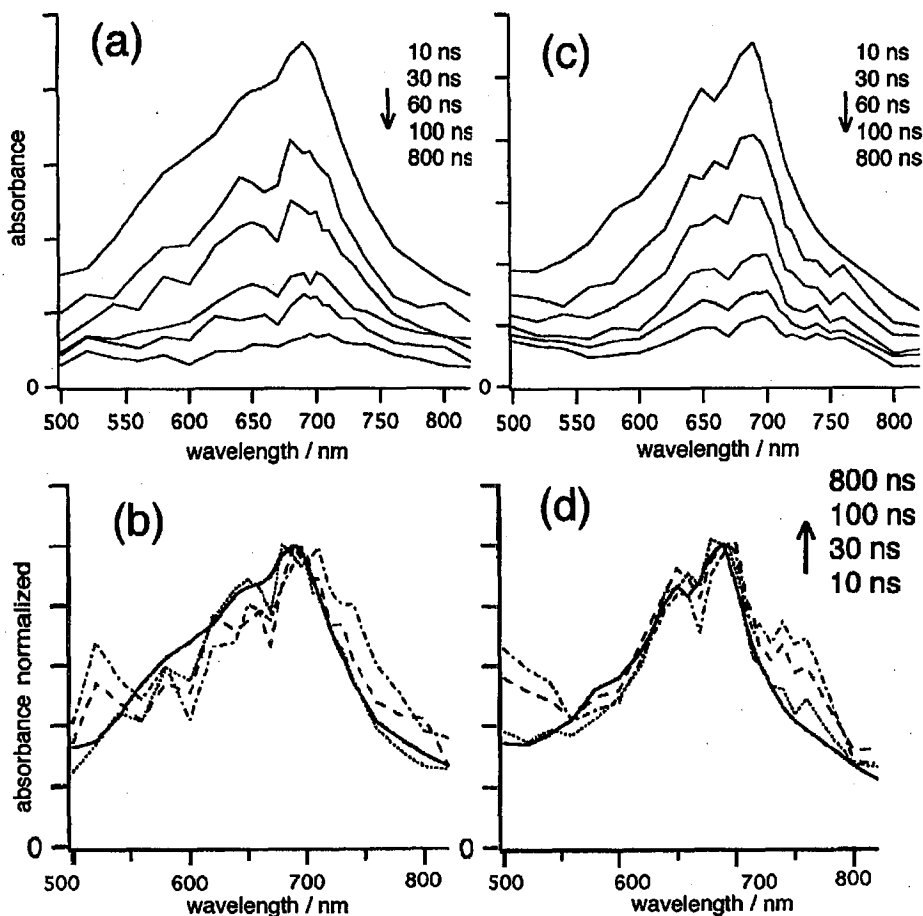 (a)
10 ns
30 ns
60 ns
100 ns
800 ns
absorbance
0
500 550 600 650 700 750 800
wavelength / nm
(c)
10 ns
30 ns
60 ns
100 ns
800 ns
500 550 600 650 700 750 800
wavelength / nm
(b)
absorbance normalized
0
500 600 700 800
wavelength / nm
(d)
800 ns
100 ns
30 ns
10 ns
0
500 600 700 800
wavelength / nm